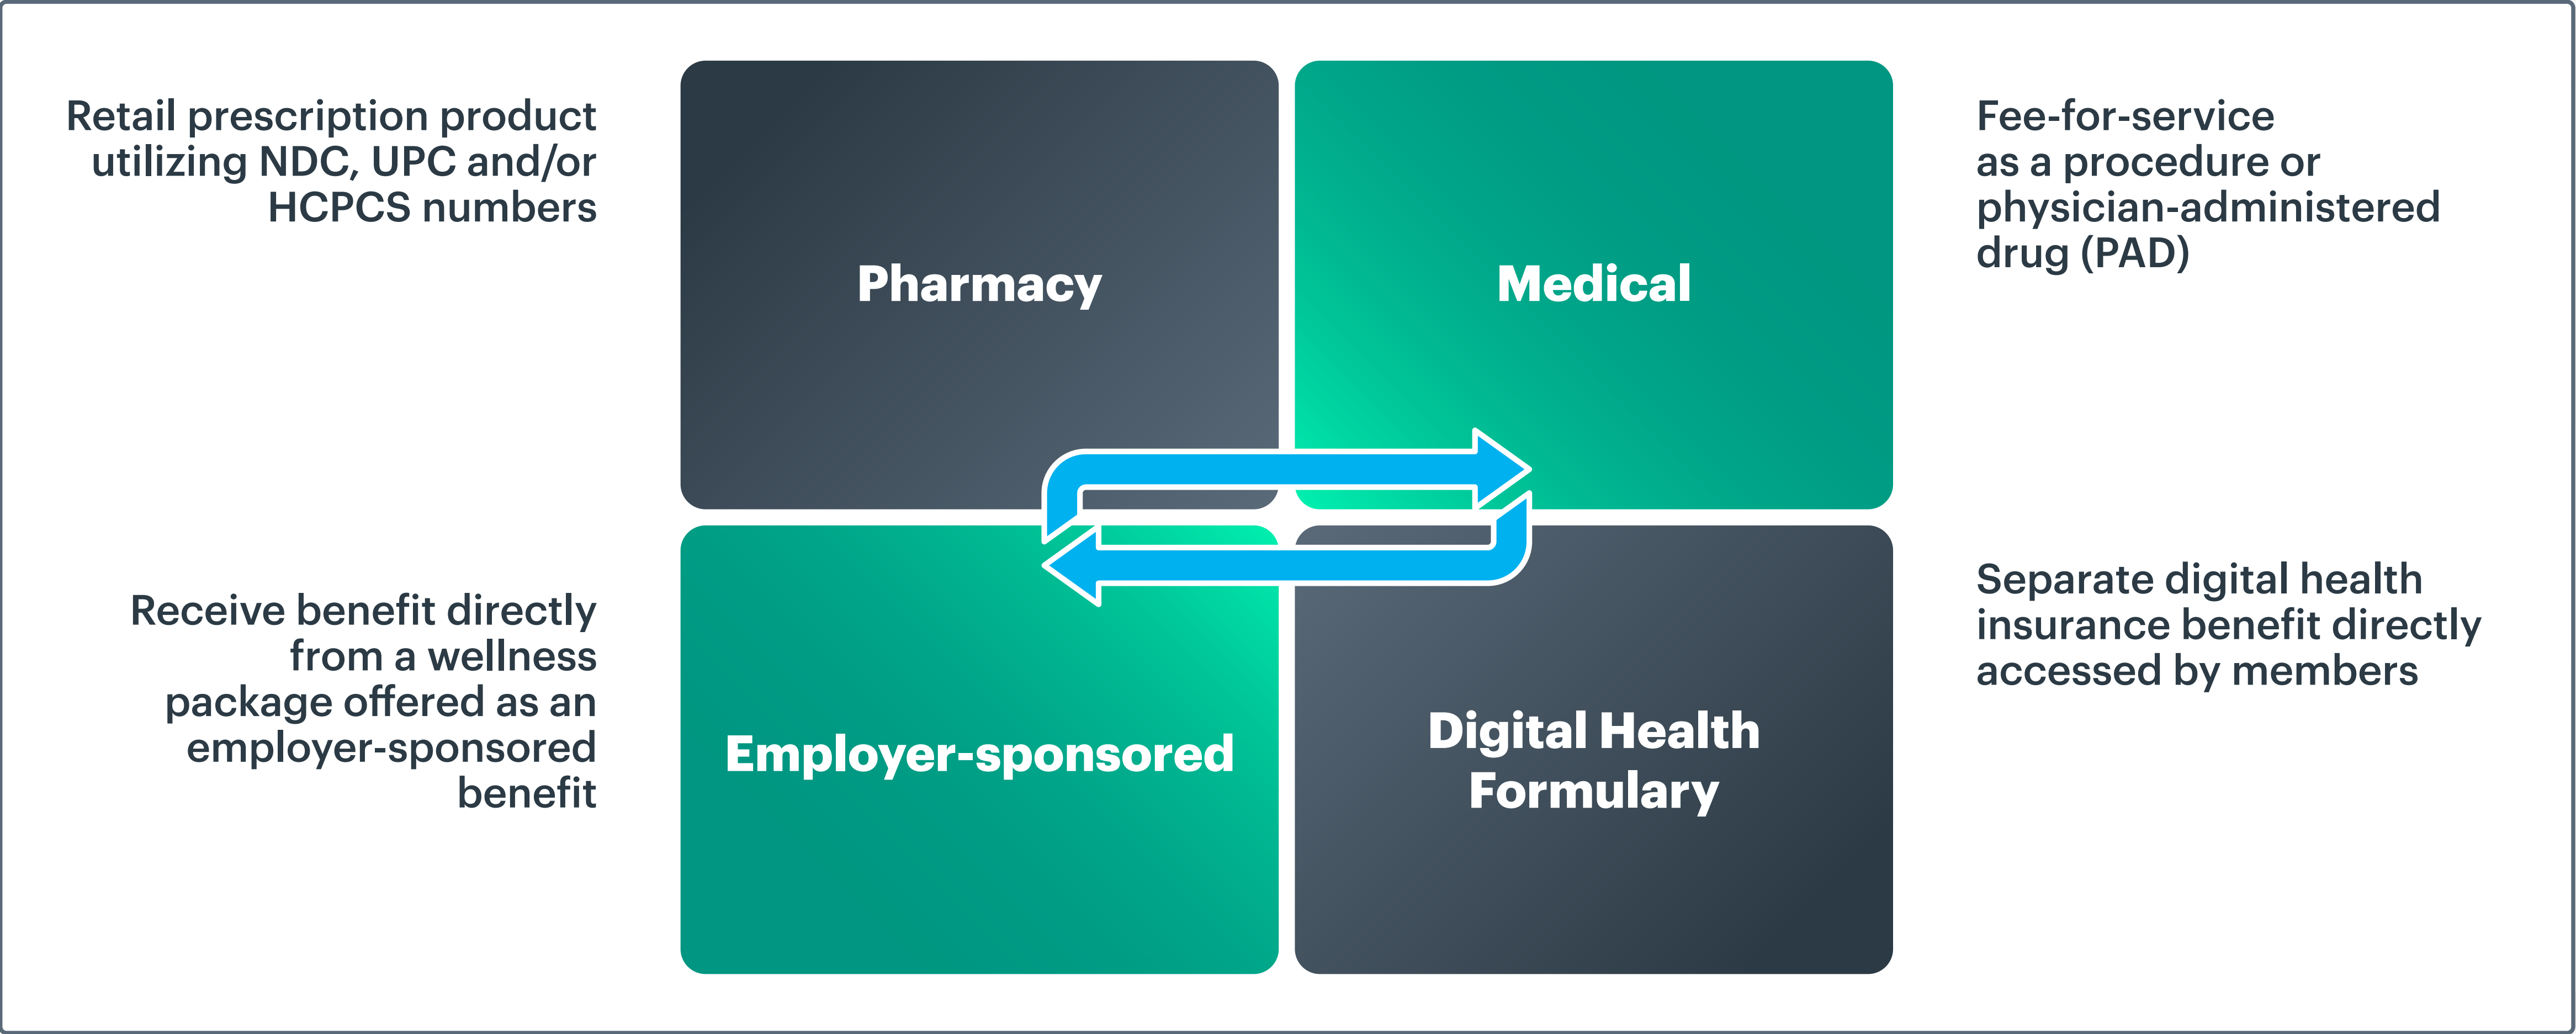 Retail prescription product
utilizing NDC, UPC and/or
HCPCS numbers
Pharmacy
Medical
Fee-for-service
as a procedure or
physician-administered
drug (PAD)
Receive benefit directly
from a wellness
package offered as an
employer-sponsored
benefit
Employer-sponsored
Digital Health
Formulary
Separate digital health
insurance benefit directly
accessed by members